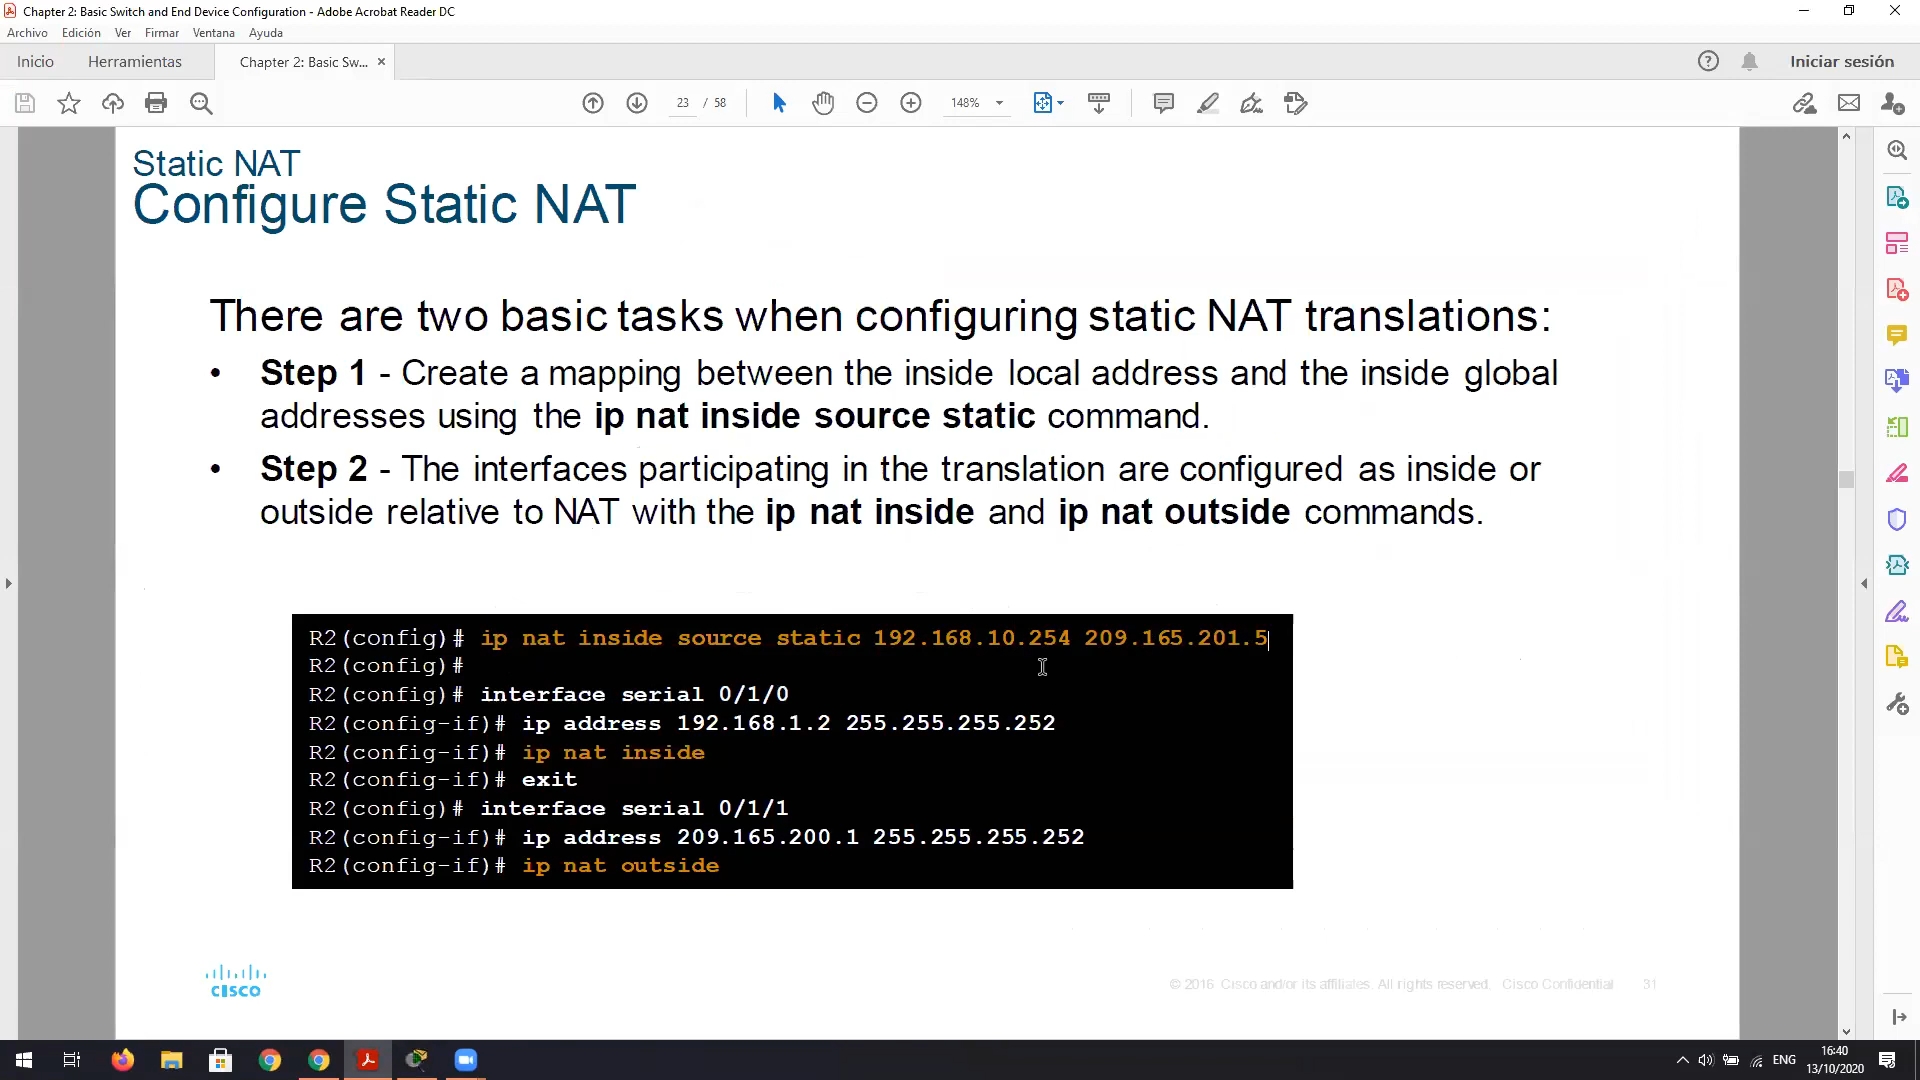 Chapter 2: Basic Switch and End Device Configuration - Adobe Acrobat Reader DC
Archivo Edición Ver Firmar Ventana Ayuda
Inicio Herramientas Chapter 2: Basic Sw... × Iniciar sesión
23 / 58 148%
Static NAT
Configure Static NAT
There are two basic tasks when configuring static NAT translations:
• Step 1 - Create a mapping between the inside local address and the inside global
addresses using the ip nat inside source static command.
• Step 2 - The interfaces participating in the translation are configured as inside or
outside relative to NAT with the ip nat inside and ip nat outside commands.
R2(config)# ip nat inside source static 192.168.10.254 209.165.201.5
R2(config)#
R2(config)# interface serial 0/1/0
R2(config-if)# ip address 192.168.1.2 255.255.255.252
R2(config-if)# ip nat inside
R2(config-if)# exit
R2(config)# interface serial 0/1/1
R2(config-if)# ip address 209.165.200.1 255.255.255.252
R2(config-if)# ip nat outside
CISCO
© 2016 Cisco and/or its affiliates. All rights reserved. Cisco Confidential 31
ENG
16:40
13/10/2020